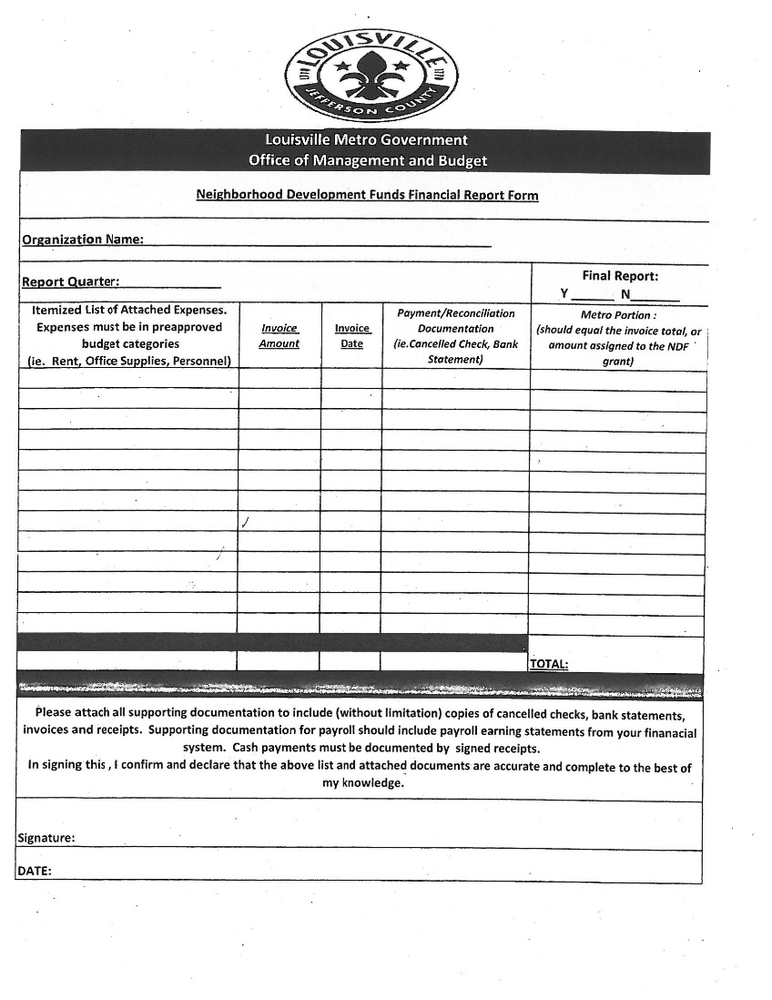 LOUISVILLE
1778
1778
JEFFERSON COUNTY
Louisville Metro Government
Office of Management and Budget
Neighborhood Development Funds Financial Report Form
Organization Name:
Report Quarter:
Final Report:
Y ______ N_______
Itemized List of Attached Expenses.
Expenses must be in preapproved
budget categories
(ie. Rent, Office Supplies, Personnel)
Invoice
Amount
Invoice
Date
Payment/Reconciliation
Documentation
(ie.Cancelled Check, Bank
Statement)
Metro Portion :
(should equal the invoice total, or
amount assigned to the NDF
grant)
TOTAL:
Please attach all supporting documentation to include (without limitation) copies of cancelled checks, bank statements,
invoices and receipts. Supporting documentation for payroll should include payroll earning statements from your finanacial
system. Cash payments must be documented by signed receipts.
In signing this , I confirm and declare that the above list and attached documents are accurate and complete to the best of
my knowledge.
Signature:
DATE: